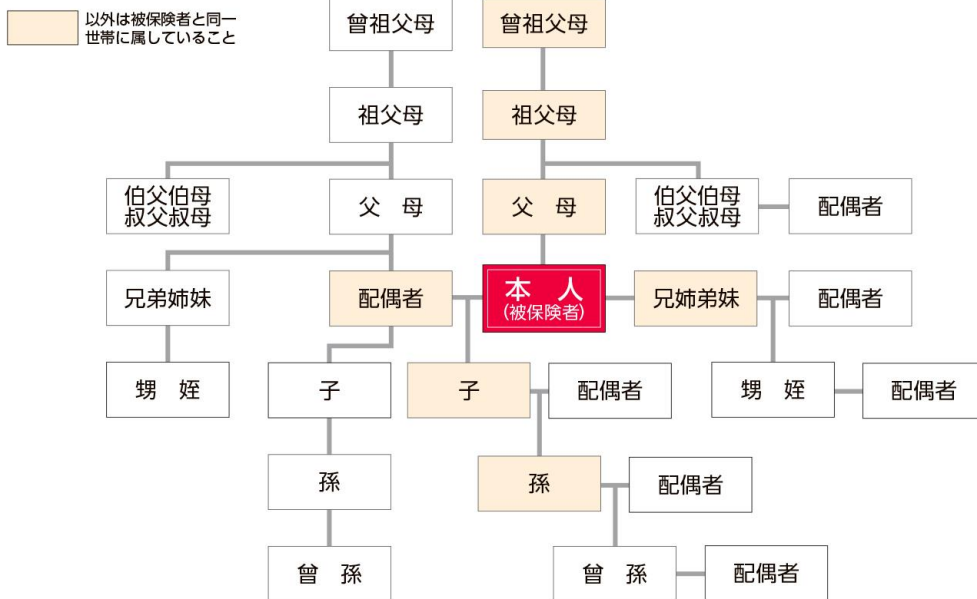 以外は被保険者と同一
世帯に属していること
曾祖父母
曾祖父母
祖父母
祖父母
伯父伯母
叔父叔母
父　母
父　母
伯父伯母
叔父叔母
配偶者
兄弟姉妹
配偶者
本　人
(被保険者)
兄姉弟妹
配偶者
甥　姪
子
子
配偶者
甥　姪
配偶者
孫
孫
配偶者
曾　孫
曾　孫
配偶者